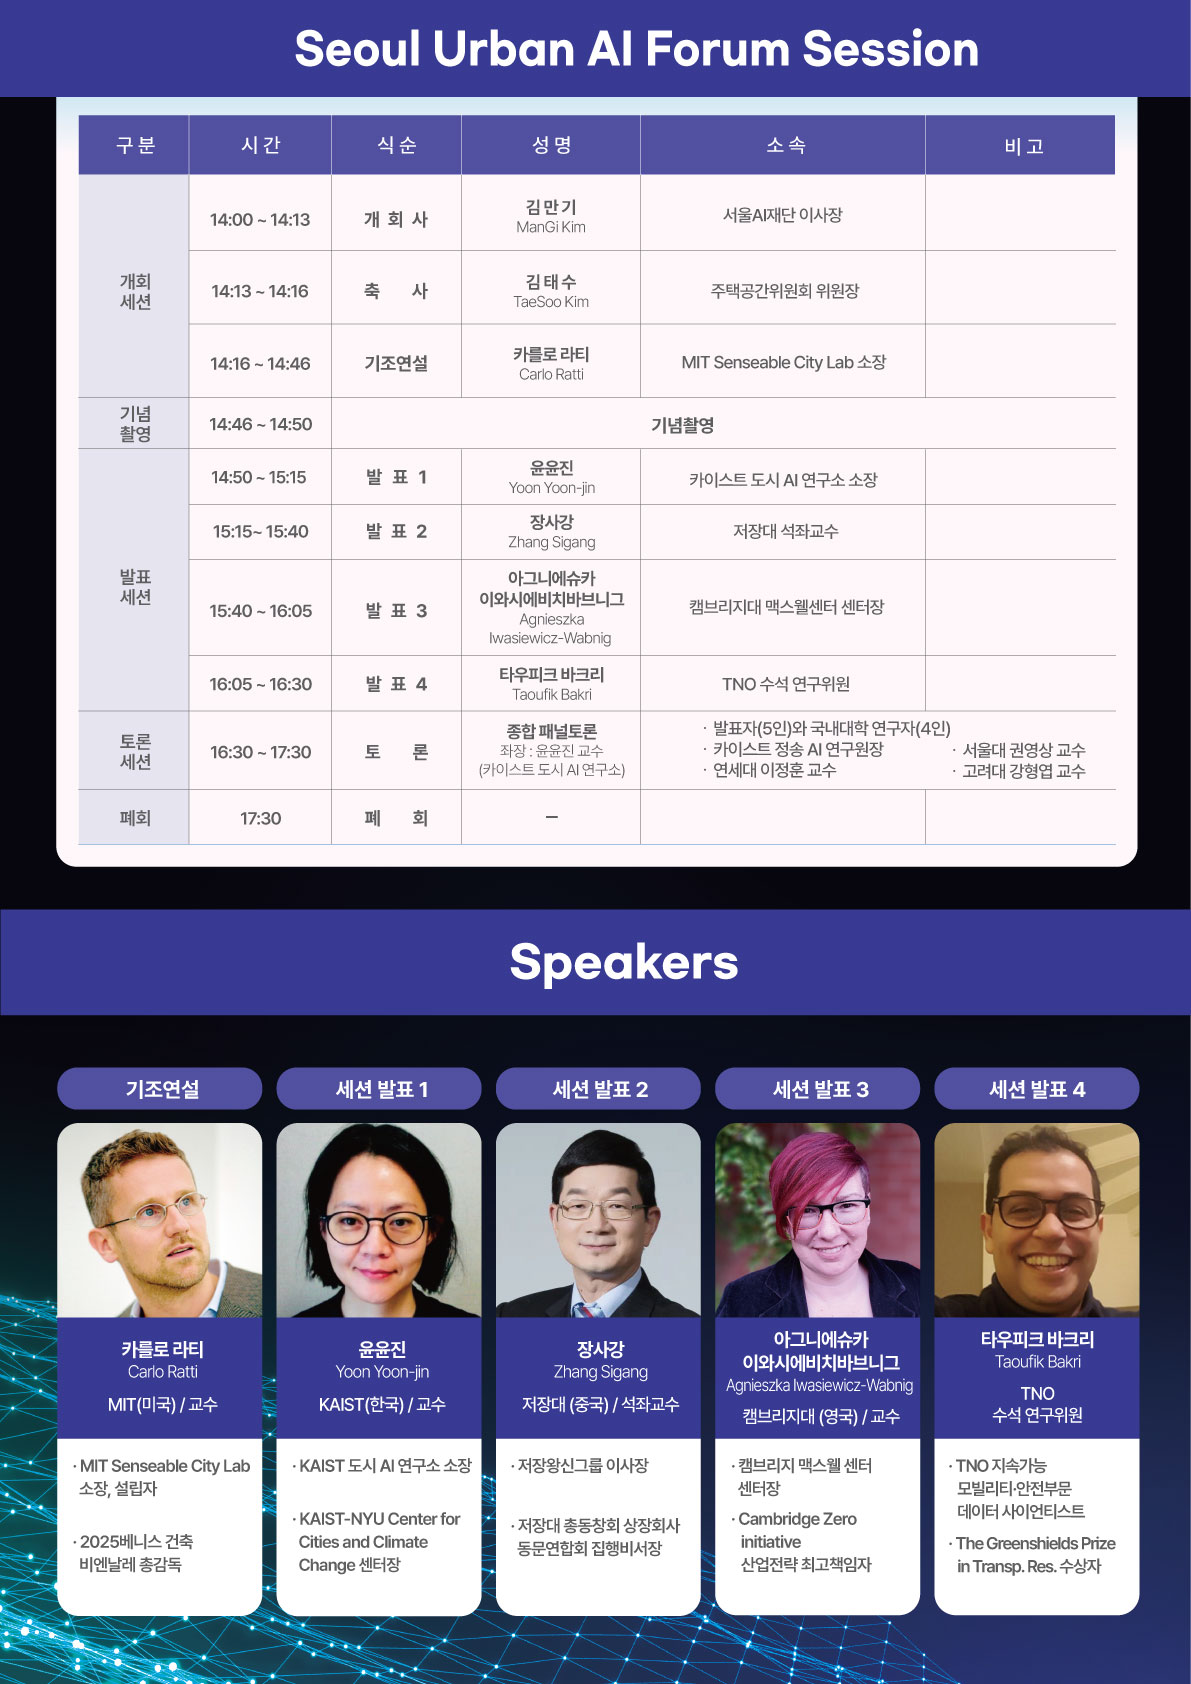 Seoul Urban AI Forum Session
구 분 시 간 식 순 성 명 소 속 비 고
개회
세션
14:00 ~ 14:13 개 회 사 김 만 기 서울AI재단 이사장
ManGi Kim
14:13 ~ 14:16 축 사 김 태 수 주택공간위원회 위원장
TaeSoo Kim
14:16 ~ 14:46 기조연설 카를로 라티 MIT Senseable City Lab 소장
Carlo Ratti
기념
촬영
14:46 ~ 14:50 기념촬영
발표
세션
14:50 ~ 15:15 발 표 1 윤윤진 카이스트 도시 AI 연구소 소장
Yoon Yoon-jin
15:15~ 15:40 발 표 2 장사강 저장대 석좌교수
Zhang Sigang
15:40 ~ 16:05 발 표 3 아그니에슈카
이와시에비치바브니그 캠브리지대 맥스웰센터 센터장
Agnieszka
Iwasiewicz-Wabnig
16:05 ~ 16:30 발 표 4 타우피크 바크리 TNO 수석 연구위원
Taoufik Bakri
토론
세션
16:30 ~ 17:30 토 론 종합 패널토론
좌장 : 윤윤진 교수
(카이스트 도시 AI 연구소)
· 발표자(5인)와 국내대학 연구자(4인)
· 카이스트 정송 AI 연구원장 · 서울대 권영상 교수
· 연세대 이정훈 교수 · 고려대 강형엽 교수
폐회 17:30 폐 회 –
Speakers
기조연설
카를로 라티
Carlo Ratti
MIT(미국) / 교수
· MIT Senseable City Lab
소장, 설립자
· 2025베니스 건축
비엔날레 총감독
세션 발표 1
윤윤진
Yoon Yoon-jin
KAIST(한국) / 교수
· KAIST 도시 AI 연구소 소장
· KAIST-NYU Center for
Cities and Climate
Change 센터장
세션 발표 2
장사강
Zhang Sigang
저장대 (중국) / 석좌교수
· 저장왕신그룹 이사장
· 저장대 총동창회 상장회사
동문연합회 집행비서장
세션 발표 3
아그니에슈카
이와시에비치바브니그
Agnieszka Iwasiewicz-Wabnig
캠브리지대 (영국) / 교수
· 캠브리지 맥스웰 센터
센터장
· Cambridge Zero
initiative
산업전략 최고책임자
세션 발표 4
타우피크 바크리
Taoufik Bakri
TNO
수석 연구위원
· TNO 지속가능
모빌리티·안전부문
데이터 사이언티스트
· The Greenshields Prize
in Transp. Res. 수상자